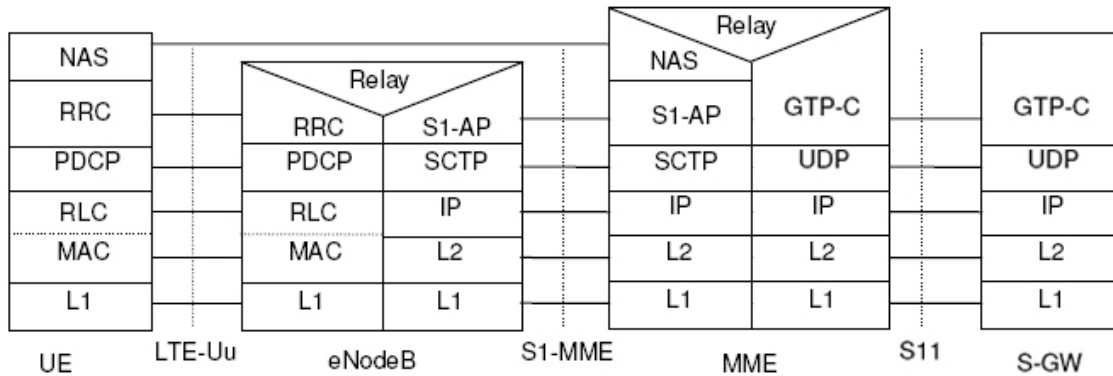 Relay
NAS NAS
Relay
RRC RRC S1-AP S1-AP GTP-C GTP-C
PDCP PDCP SCTP SCTP UDP UDP
RLC RLC IP IP IP IP
MAC MAC L2 L2 L2 L2
L1 L1 L1 L1 L1 L1
UE LTE-Uu eNodeB S1-MME MME S11 S-GW